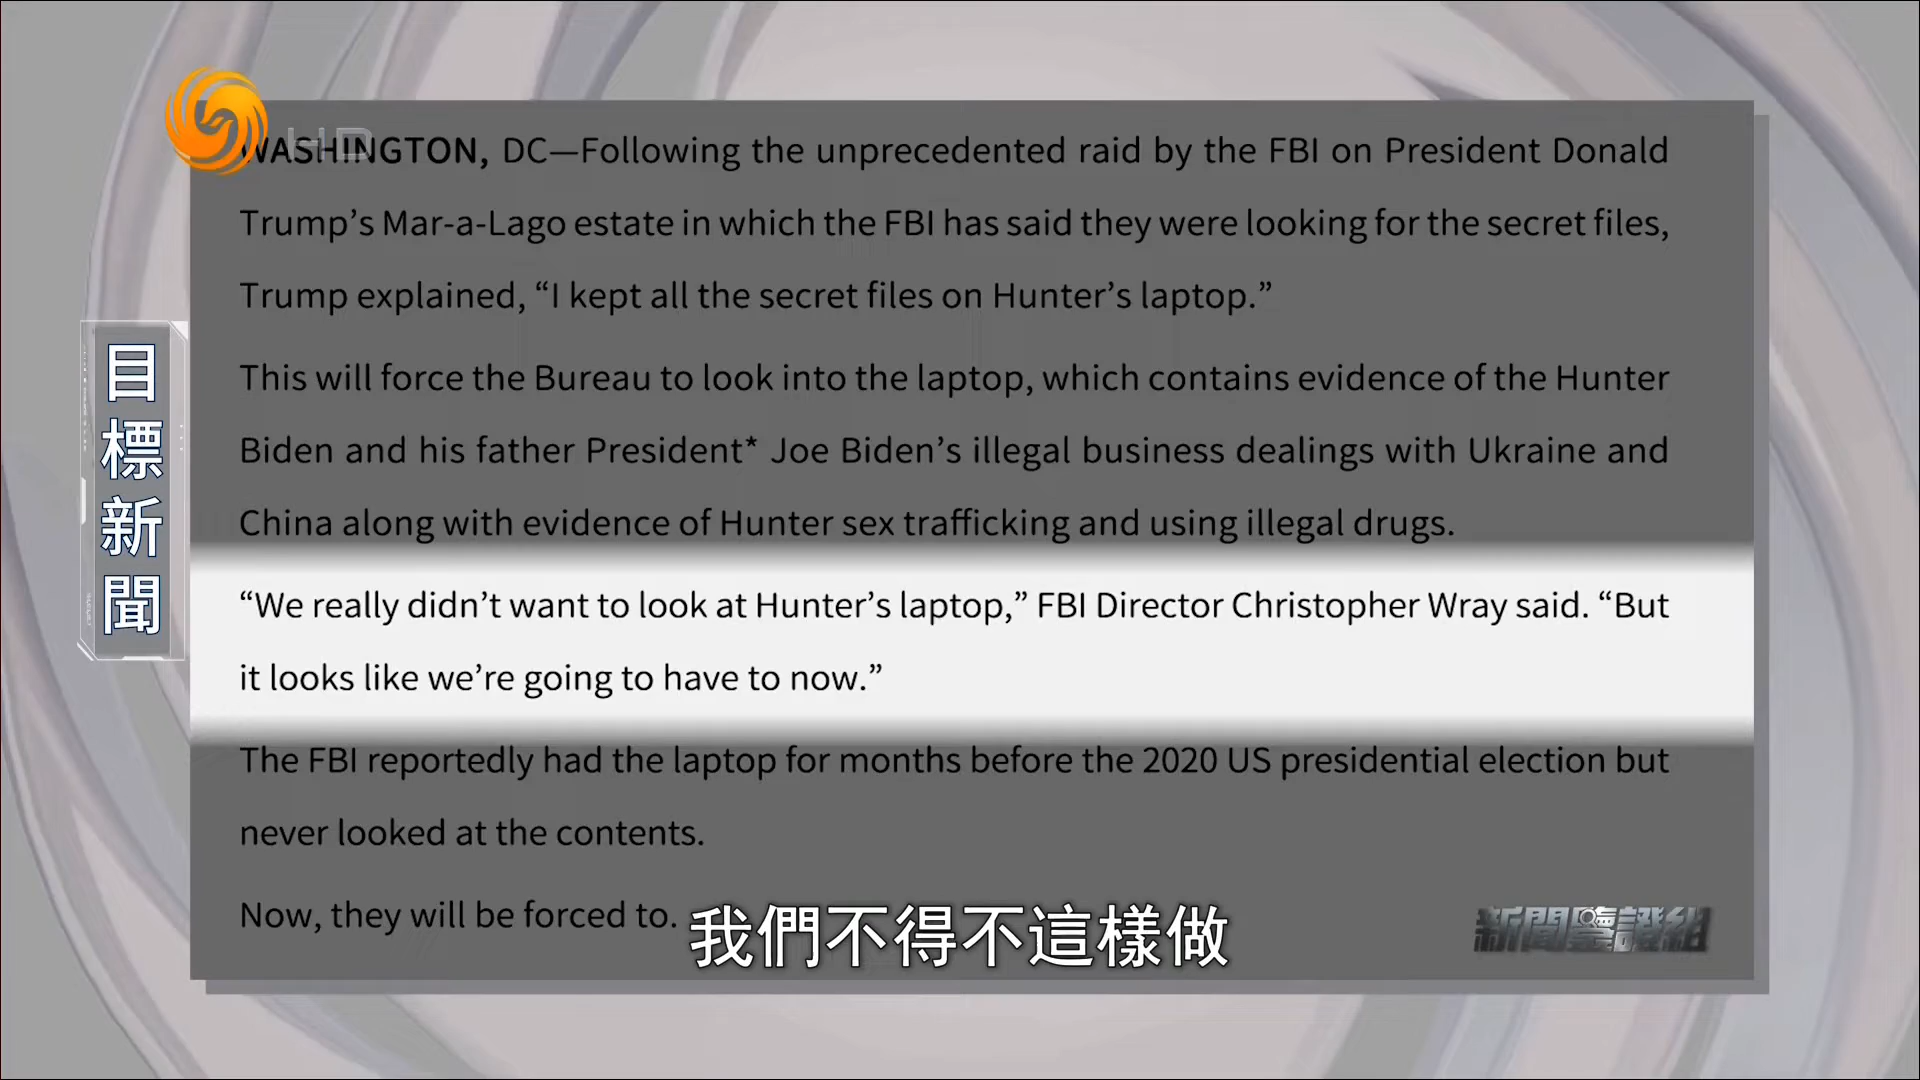 HD
WASHINGTON, DC—Following the unprecedented raid by the FBI on President Donald
Trump’s Mar-a-Lago estate in which the FBI has said they were looking for the secret files,
Trump explained, “I kept all the secret files on Hunter’s laptop.”
This will force the Bureau to look into the laptop, which contains evidence of the Hunter
Biden and his father President* Joe Biden’s illegal business dealings with Ukraine and
China along with evidence of Hunter sex trafficking and using illegal drugs.
“We really didn’t want to look at Hunter’s laptop,” FBI Director Christopher Wray said. “But
it looks like we’re going to have to now.”
The FBI reportedly had the laptop for months before the 2020 US presidential election but
never looked at the contents.
Now, they will be forced to.
目標新聞
我們不得不這樣做
新聞鑒證組